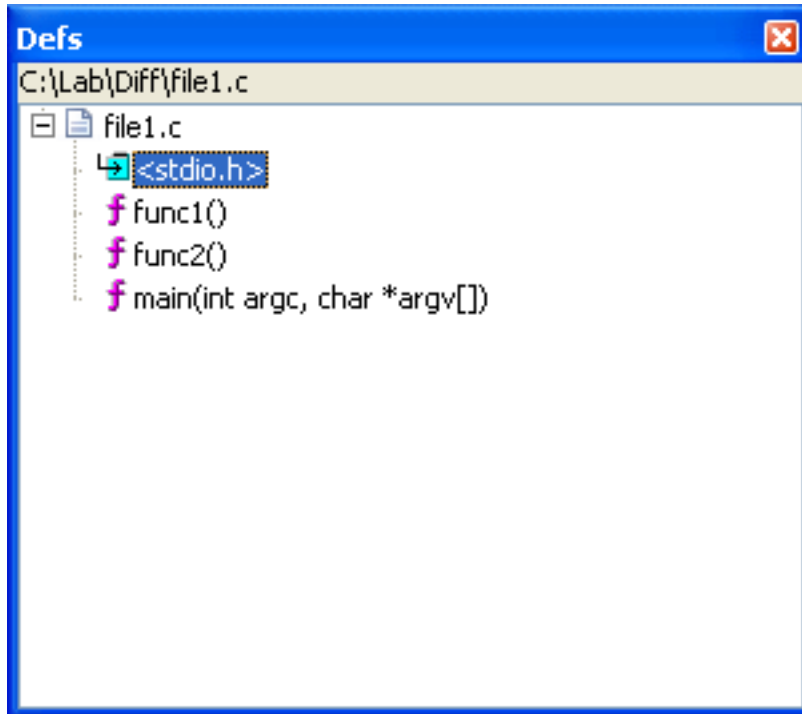 Defs
C:\Lab\Diff\file1.c
file1.c
<stdio.h>
func1()
func2()
main(int argc, char *argv[])